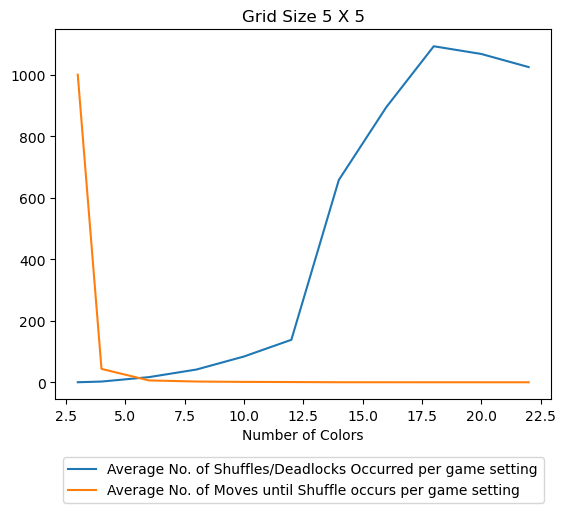 Grid Size 5 X 5
1000
800
600
400
200
0
2.5 5.0 7.5 10.0 12.5 15.0 17.5 20.0 22.5
Number of Colors
Average No. of Shuffles/Deadlocks Occurred per game setting
Average No. of Moves until Shuffle occurs per game setting